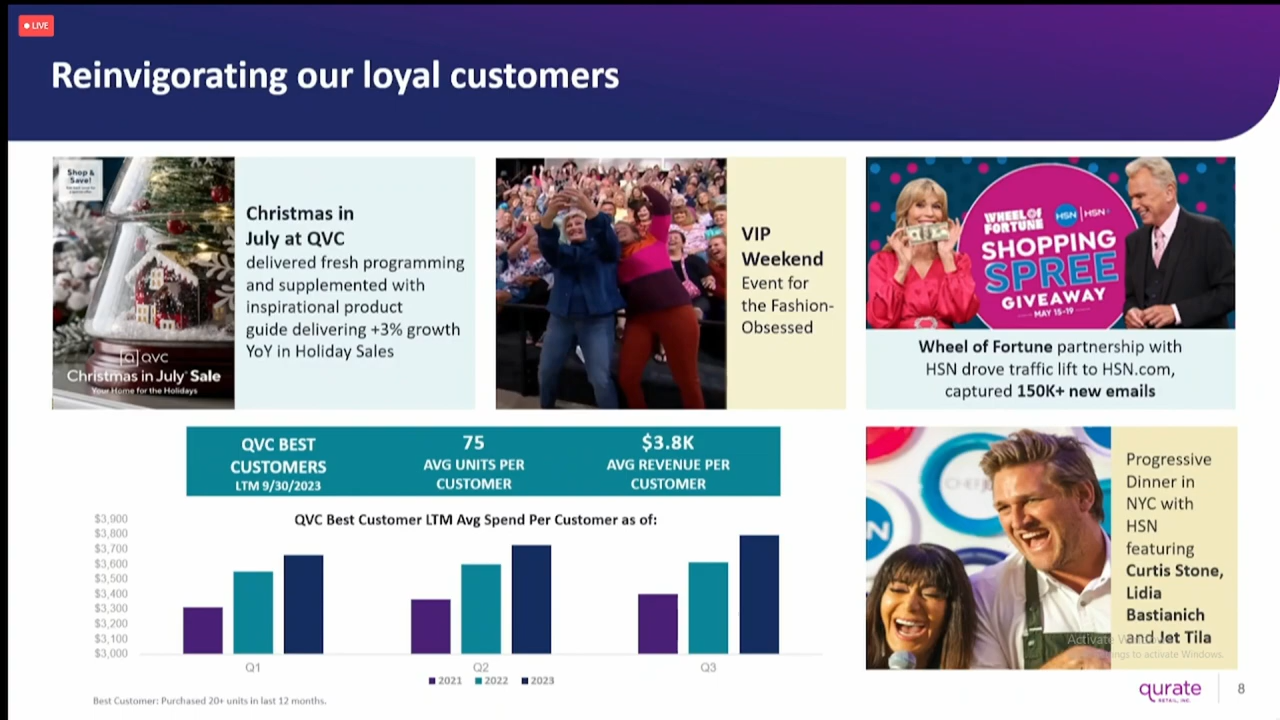 LIVE
Reinvigorating our loyal customers
Shop &
Save!
[a] qvc
Christmas in July® Sale
Your Home for the Holidays
Christmas in
July at QVC
delivered fresh programming
and supplemented with
inspirational product
guide delivering +3% growth
YoY in Holiday Sales
VIP
Weekend
Event for
the Fashion-
Obsessed
WHEEL OF
FORTUNE
HSN | HSN+
SHOPPING
SPREE
GIVEAWAY
MAY 15-19
Wheel of Fortune partnership with
HSN drove traffic lift to HSN.com,
captured 150K+ new emails
QVC BEST
CUSTOMERS
LTM 9/30/2023
75
AVG UNITS PER
CUSTOMER
$3.8K
AVG REVENUE PER
CUSTOMER
QVC Best Customer LTM Avg Spend Per Customer as of:
$3,900
$3,800
$3,700
$3,600
$3,500
$3,400
$3,300
$3,200
$3,100
$3,000
Q1
Q2
Q3
2021
2022
2023
Best Customer: Purchased 20+ units in last 12 months.
Progressive
Dinner in
NYC with
HSN
featuring
Curtis Stone,
Lidia
Bastianich
and Jet Tila
Activate
to activate Windows.
qurate
RETAIL, INC.
8